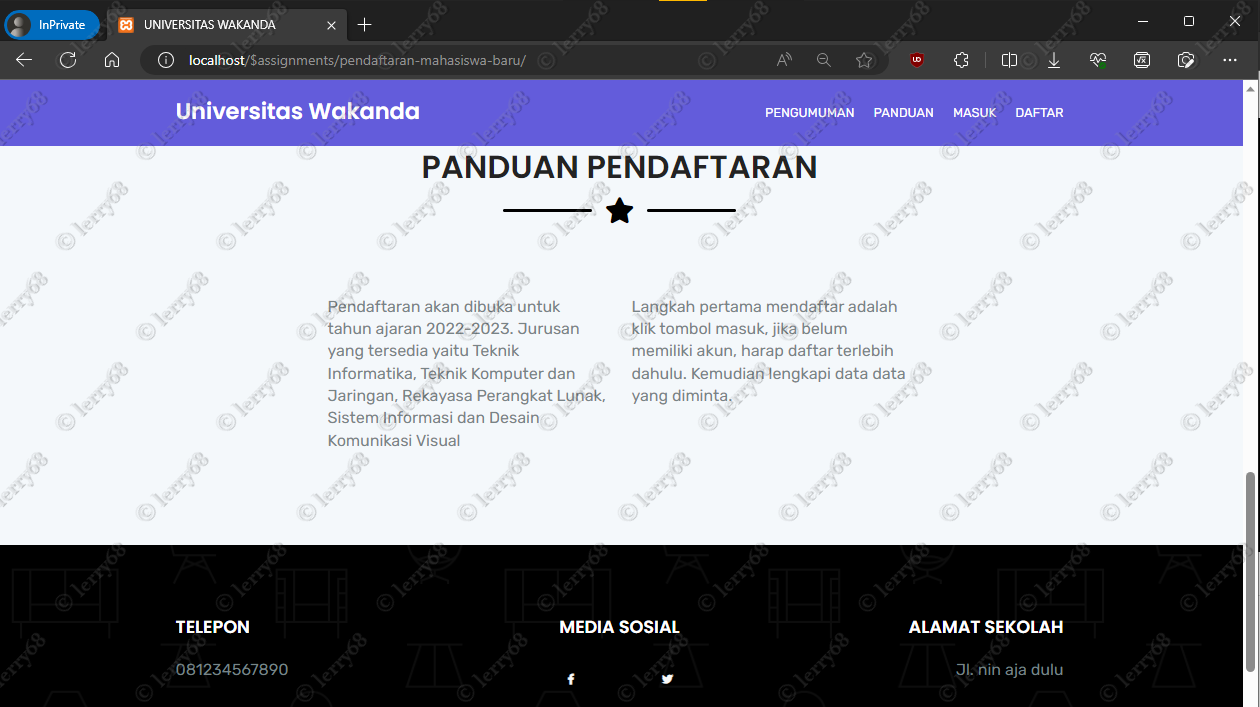 InPrivate
UNIVERSITAS WAKANDA
localhost/$assignments/pendaftaran-mahasiswa-baru/
Universitas Wakanda
PENGUMUMAN
PANDUAN
MASUK
DAFTAR
PANDUAN PENDAFTARAN
Pendaftaran akan dibuka untuk
tahun ajaran 2022-2023. Jurusan
yang tersedia yaitu Teknik
Informatika, Teknik Komputer dan
Jaringan, Rekayasa Perangkat Lunak,
Sistem Informasi dan Desain
Komunikasi Visual
Langkah pertama mendaftar adalah
klik tombol masuk, jika belum
memiliki akun, harap daftar terlebih
dahulu. Kemudian lengkapi data data
yang diminta.
TELEPON
081234567890
MEDIA SOSIAL
ALAMAT SEKOLAH
Jl. nin aja dulu
© lerry68